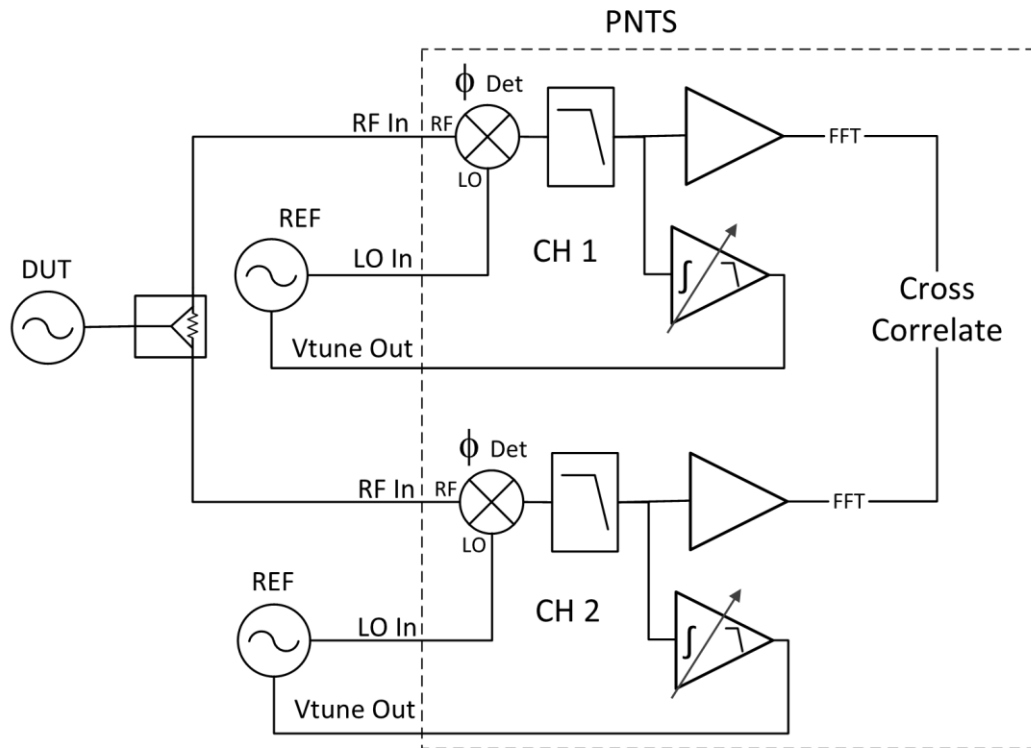 PNTS
ϕ Det
RF In
RF
LO
REF
LO In
CH 1
FFT
DUT
∫
Cross
Correlate
Vtune Out
ϕ Det
RF In
RF
LO
FFT
REF
LO In
CH 2
∫
Vtune Out